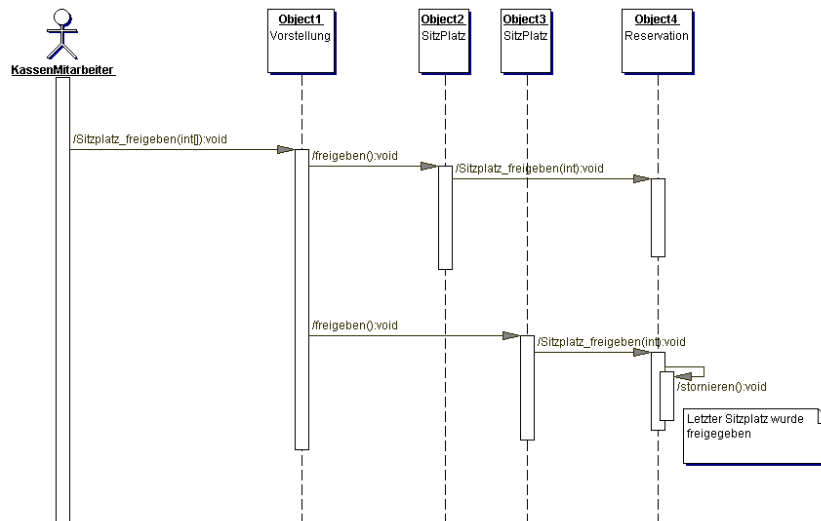 Object1
Vorstellung
Object2
SitzPlatz
Object3
SitzPlatz
Object4
Reservation
KassenMitarbeiter
/Sitzplatz_freigeben(int[]):void
/freigeben():void
/Sitzplatz_freigeben(int):void
/freigeben():void
/Sitzplatz_freigeben(int):void
/stornieren():void
Letzter Sitzplatz wurde
freigegeben